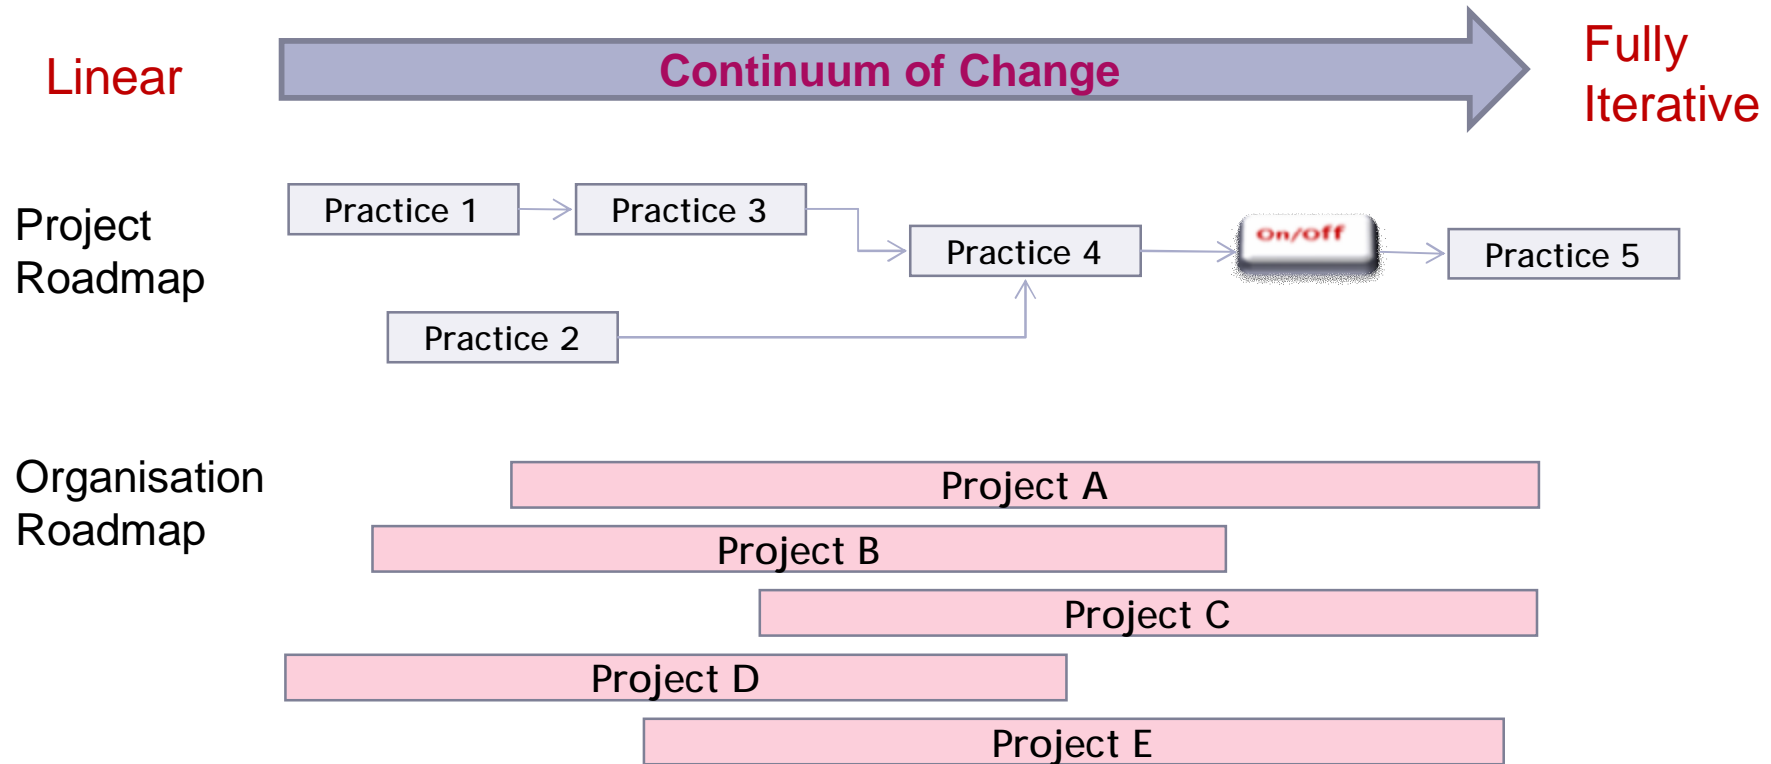 Linear
Continuum of Change
Fully
Iterative
Project
Roadmap
Practice 1
Practice 3
Practice 4
On/Off
Practice 5
Practice 2
Organisation
Roadmap
Project A
Project B
Project C
Project D
Project E